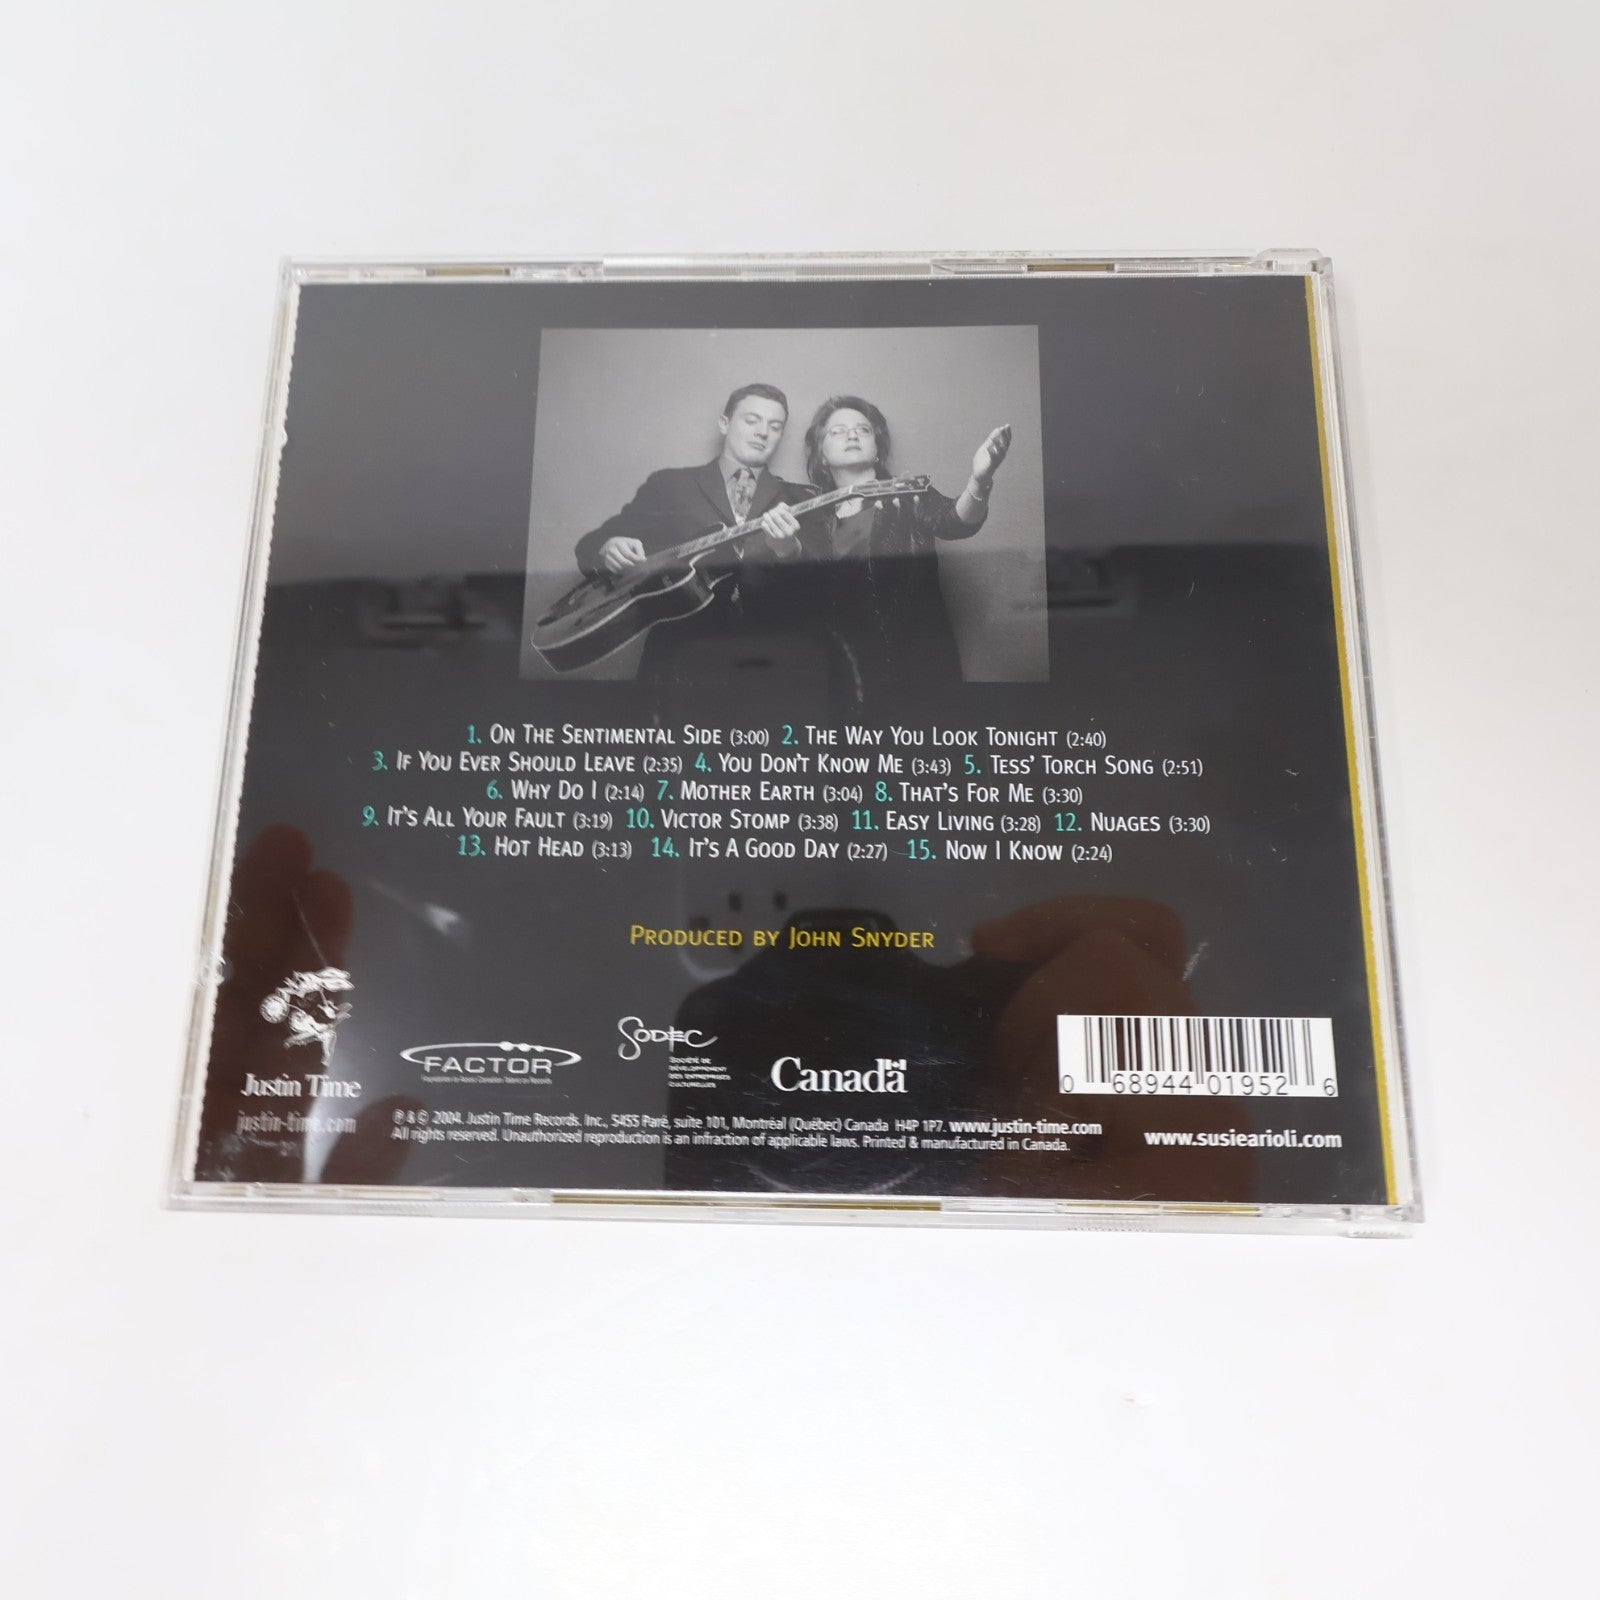 1. On The Sentimental Side (3:00) 2. The Way You Look Tonight (2:40)
3. If You Ever Should Leave (2:35) 4. You Don't Know Me (3:43) 5. Tess' Torch Song (2:51)
6. Why Do I (2:14) 7. Mother Earth (3:04) 8. That's For Me (3:30)
9. It's All Your Fault (3:19) 10. Victor Stomp (3:38) 11. Easy Living (3:28) 12. Nuages (3:30)
13. Hot Head (3:13) 14. It's A Good Day (2:27) 15. Now I Know (2:24)
Produced by John Snyder
Justin Time
justin-time.com
FACTOR
SODEC
Société de
développement
des entreprises
culturelles
Canada
0 68944 01952 6
℗ & © 2004. Justin Time Records. Inc., 5455 Paré, suite 101, Montréal (Québec) Canada H4P 1P7. www.justin-time.com
All rights reserved. Unauthorized reproduction is an infraction of applicable laws. Printed & manufactured in Canada.
www.susiearioli.com